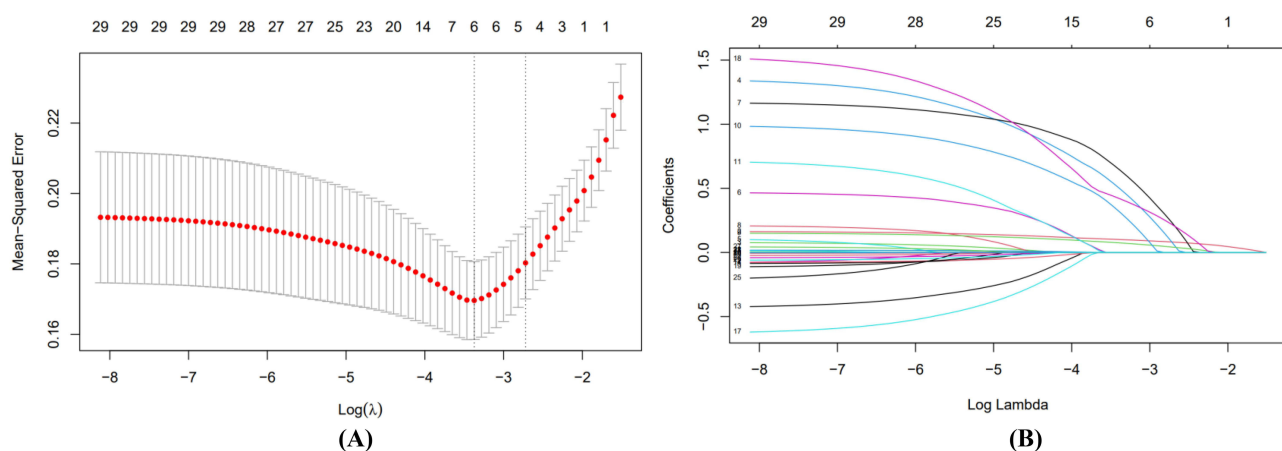 29 29 29 29 29 28 27 27 25 24 23 20 14 7 6 6 5 4 3 1 1
Mean−Squared Error
0.22
0.20
0.18
0.16
−8 −7 −6 −5 −4 −3 −2
Log(λ)
(A)
29 29 28 25 15 6 1
Coefficients
1.5
1.0
0.5
0.0
−0.5
18
4
7
10
11
6
25
13
17
−8 −7 −6 −5 −4 −3 −2
Log Lambda
(B)